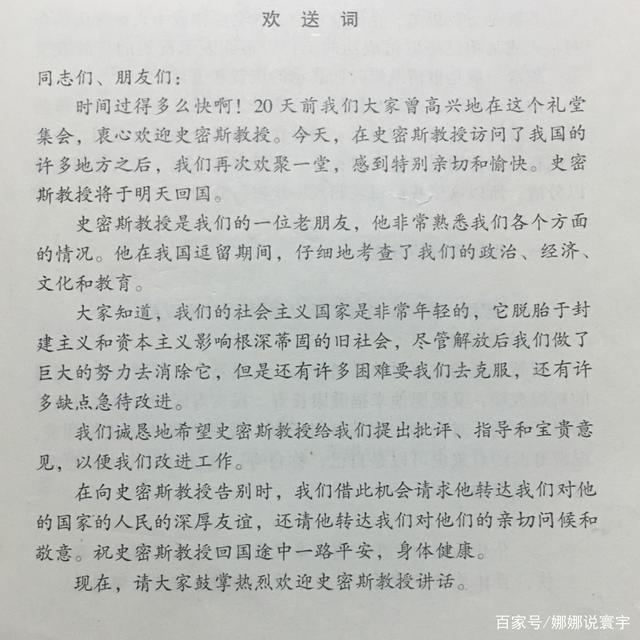 欢送词
同志们、朋友们：
时间过得多么快啊！20天前我们大家曾高兴地在这个礼堂
集会，衷心欢迎史密斯教授。今天，在史密斯教授访问了我国的
许多地方之后，我们再次欢聚一堂，感到特别亲切和愉快。史密
斯教授将于明天回国。
史密斯教授是我们的一位老朋友，他非常熟悉我们各个方面
的情况。他在我国逗留期间，仔细地考查了我们的政治、经济、
文化和教育。
大家知道，我们的社会主义国家是非常年轻的，它脱胎于封
建主义和资本主义影响根深蒂固的旧社会，尽管解放后我们做了
巨大的努力去消除它，但是还有许多困难要我们去克服，还有许
多缺点急待改进。
我们诚恳地希望史密斯教授给我们提出批评、指导和宝贵意
见，以便我们改进工作。
在向史密斯教授告别时，我们借此机会请求他转达我们对他
的国家的人民的深厚友谊，还请他转达我们对他们的亲切问候和
敬意。祝史密斯教授回国途中一路平安，身体健康。
现在，请大家鼓掌热烈欢迎史密斯教授讲话。
百家号/娜娜说寰宇